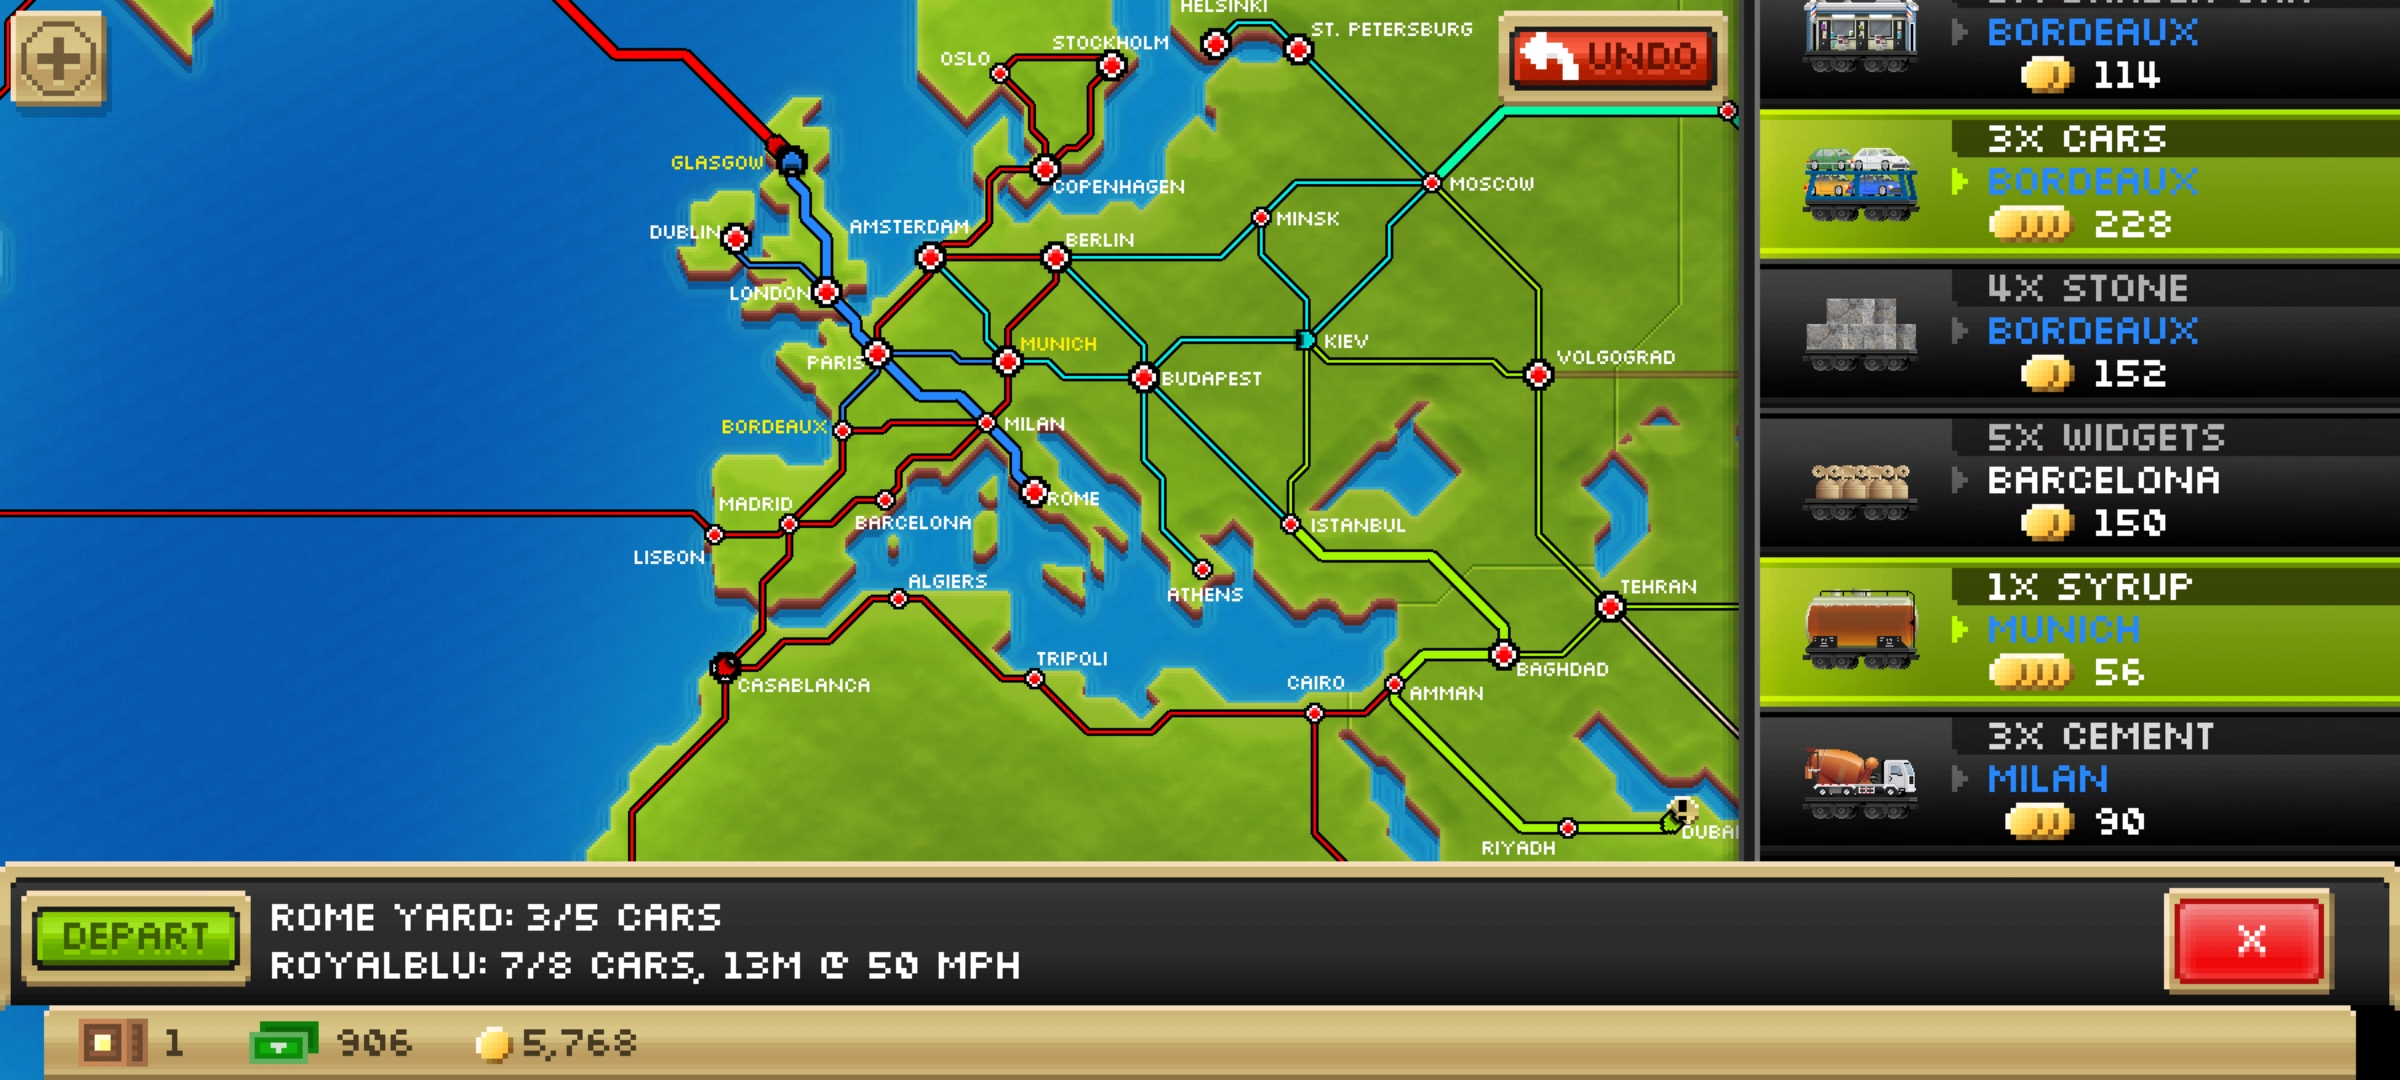 HELSINKI
ST. PETERSBURG
STOCKHOLM
OSLO
UNDO
BORDEAUX
114
GLASGOW
3X CARS
BORDEAUX
228
COPENHAGEN
MOSCOW
MINSK
DUBLIN
AMSTERDAM
BERLIN
LONDON
4X STONE
BORDEAUX
152
PARIS
MUNICH
KIEV
VOLGOGRAD
BUDAPEST
BORDEAUX
MILAN
5X WIDGETS
BARCELONA
150
MADRID
ROME
BARCELONA
ISTANBUL
LISBON
ALGIERS
ATHENS
TEHRAN
1X SYRUP
MUNICH
56
TRIPOLI
CASABLANCA
CAIRO
AMMAN
BAGHDAD
3X CEMENT
MILAN
90
RIYADH
DUBAI
DEPART
ROME YARD: 3/5 CARS
ROYALBLU: 7/8 CARS, 13M @ 50 MPH
X
1
906
5,768